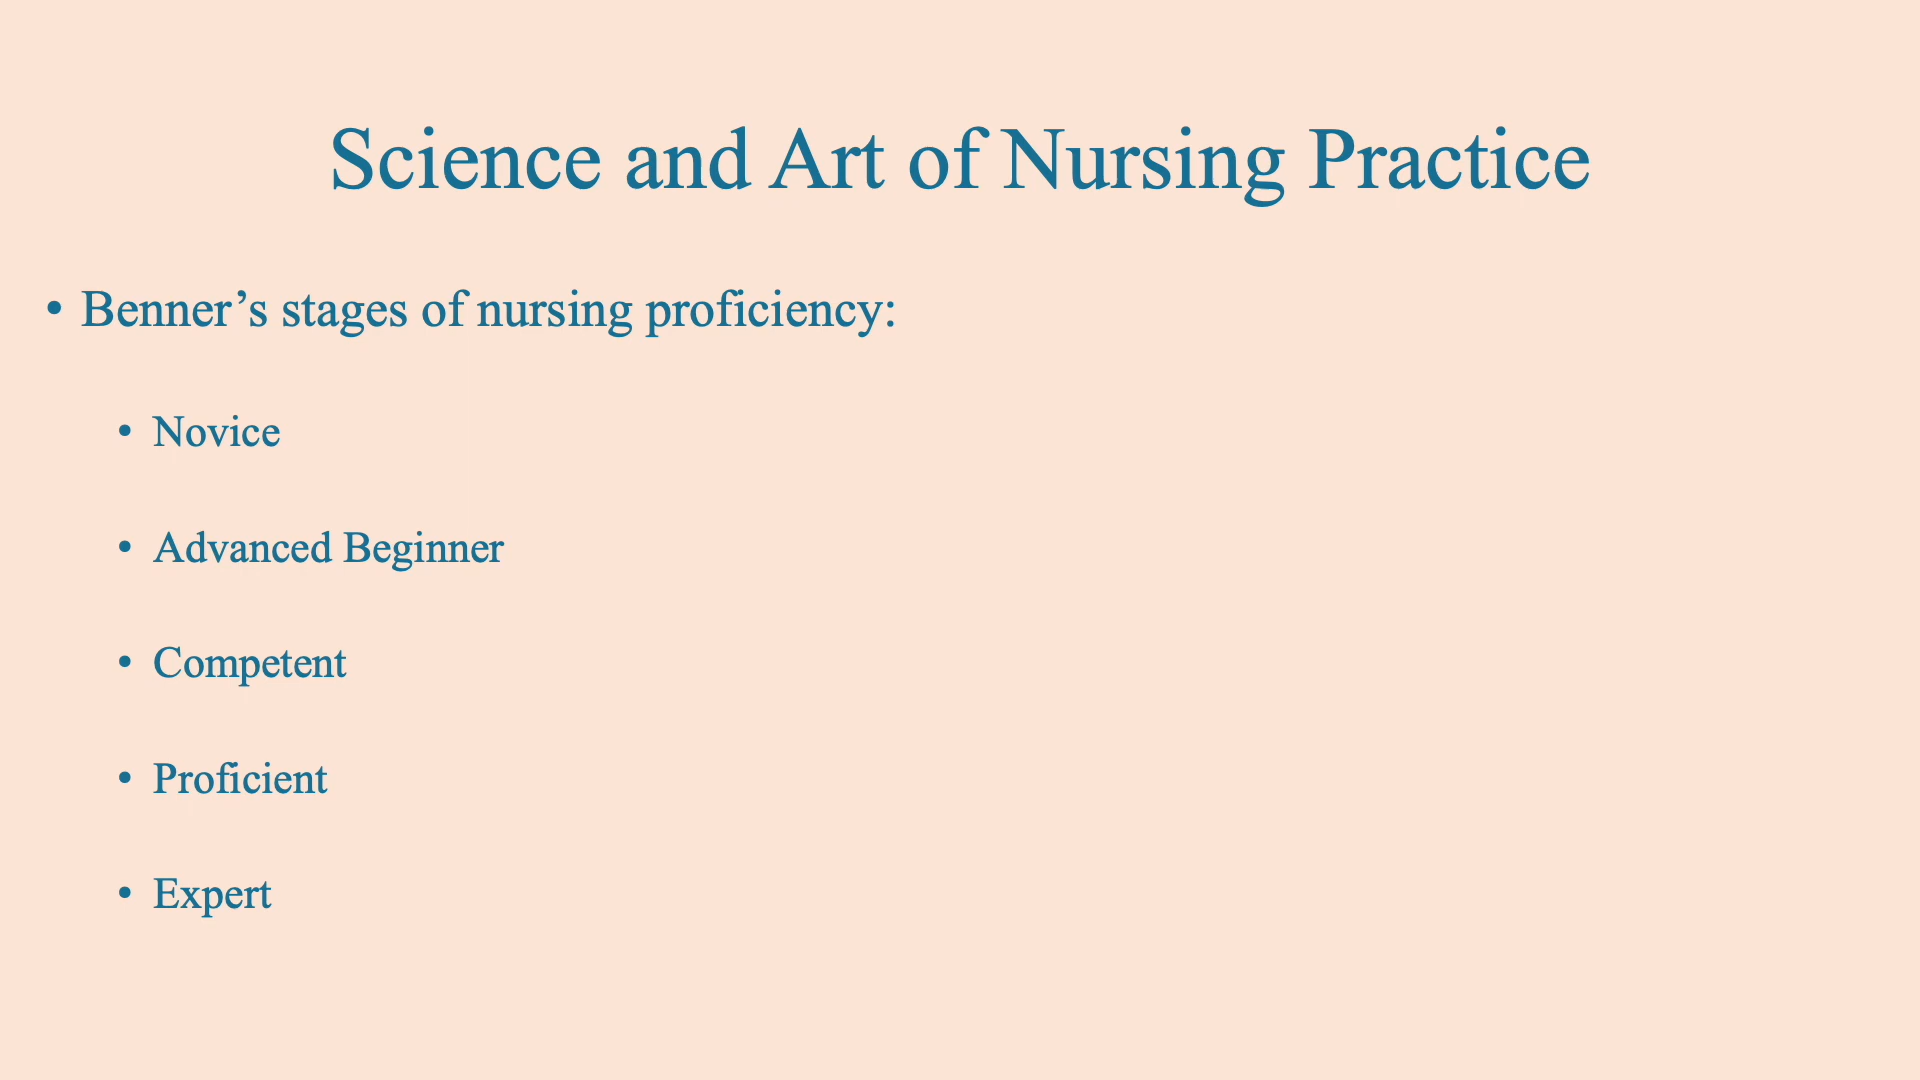 Science and Art of Nursing Practice
• Benner’s stages of nursing proficiency:
• Novice
• Advanced Beginner
• Competent
• Proficient
• Expert